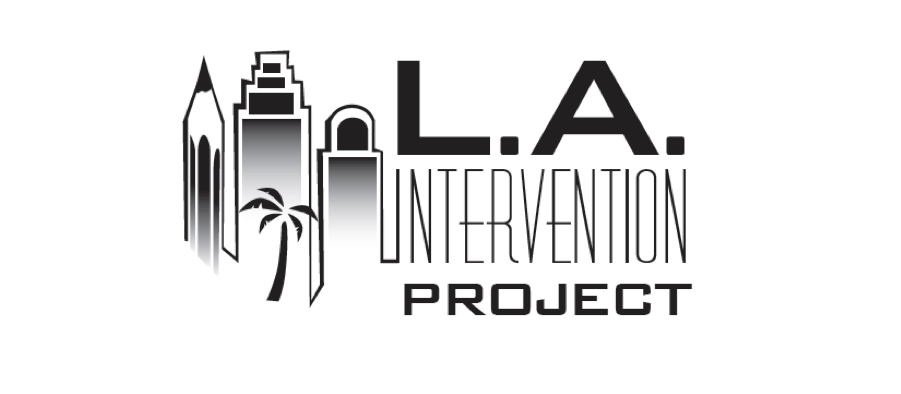 L.A.
INTERVENTION
PROJECT